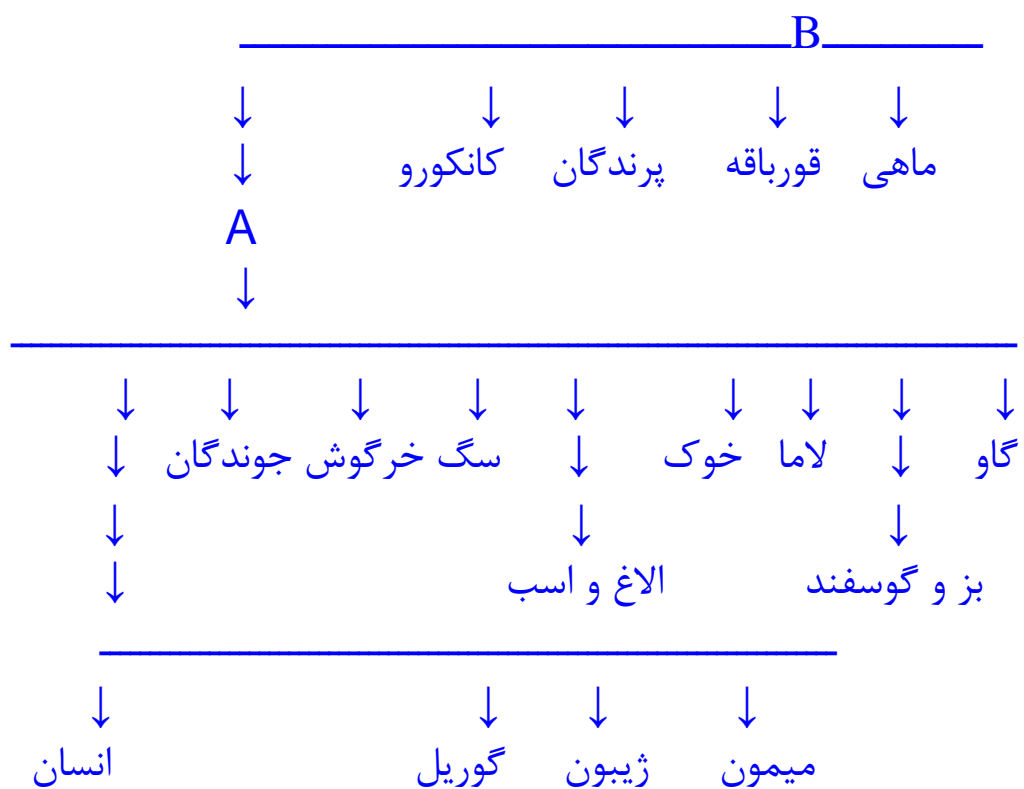 B
↓ ↓ ↓ ↓ ↓
ماهی قورباقه پرندگان کانکورو ↓
A
↓
↓ ↓ ↓ ↓ ↓ ↓ ↓ ↓ ↓
گاو ↓ لاما خوک ↓ سگ خرگوش جوندگان ↓
↓ ↓ ↓
بز و گوسفند الاغ و اسب ↓
↓ ↓ ↓ ↓
میمون ژیبون گوریل انسان